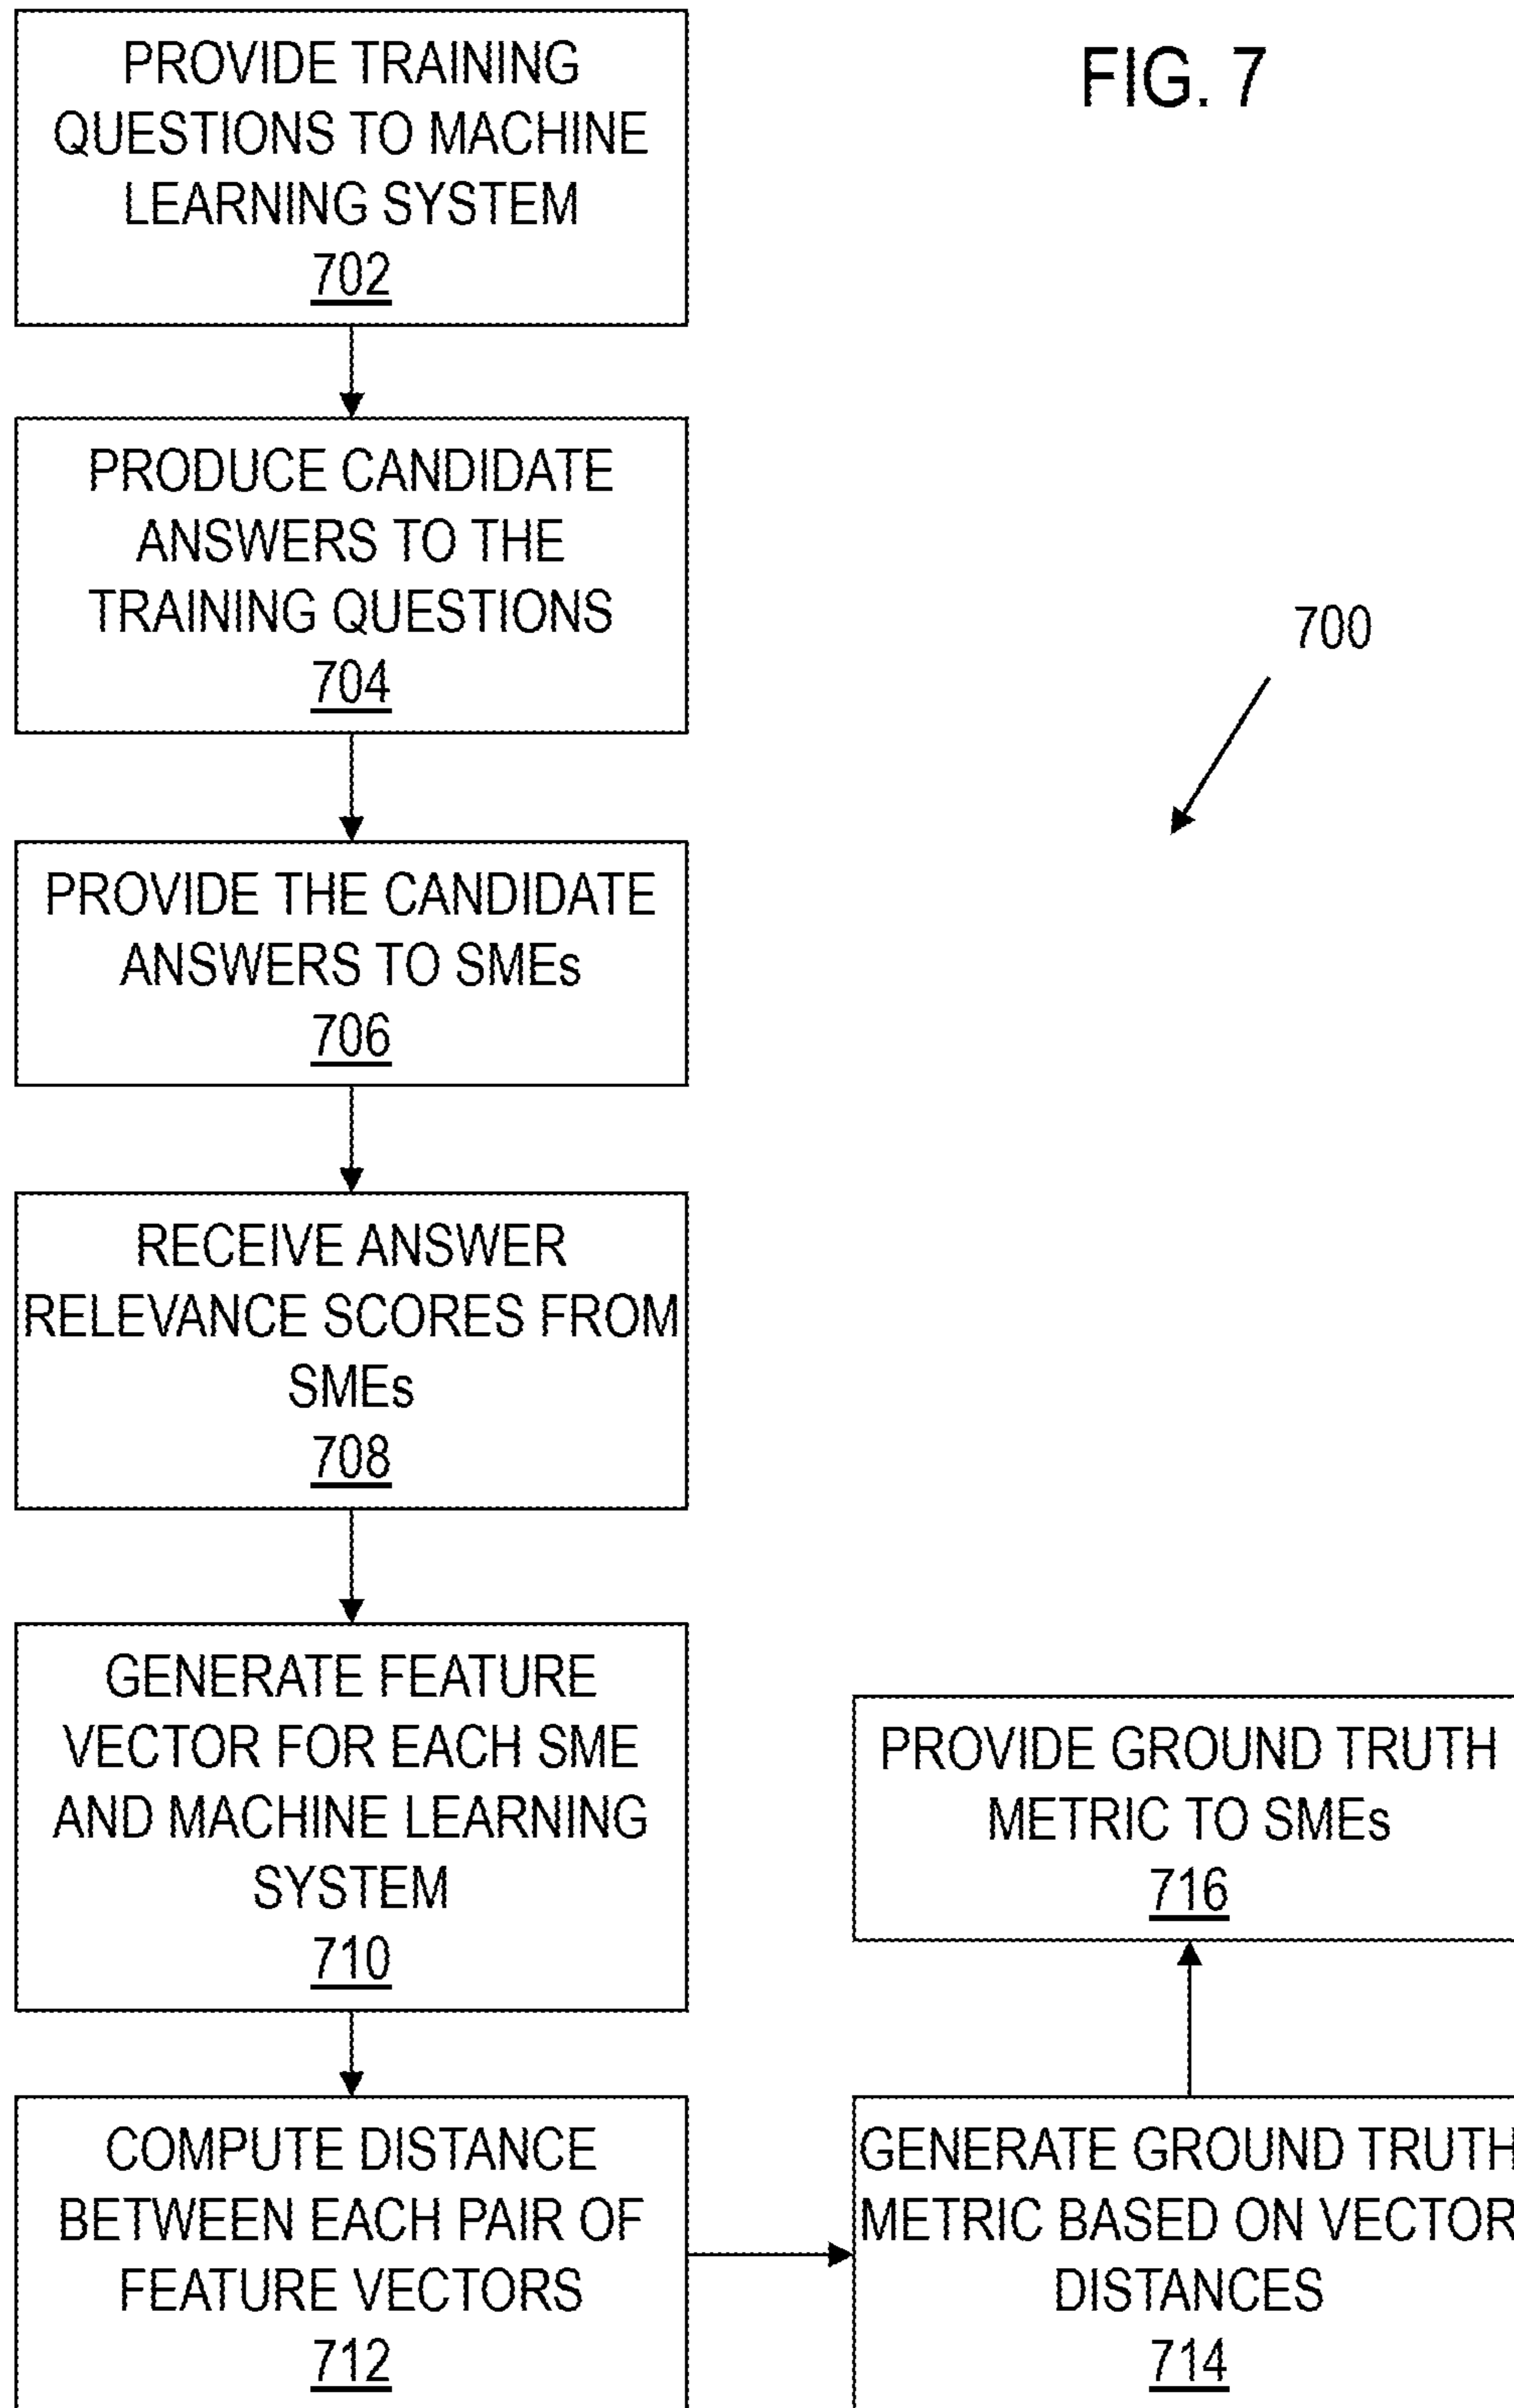 FIG. 7
PROVIDE TRAINING
QUESTIONS TO MACHINE
LEARNING SYSTEM
702
PRODUCE CANDIDATE
ANSWERS TO THE
TRAINING QUESTIONS
704
700
PROVIDE THE CANDIDATE
ANSWERS TO SMEs
706
RECEIVE ANSWER
RELEVANCE SCORES FROM
SMEs
708
GENERATE FEATURE
VECTOR FOR EACH SME
AND MACHINE LEARNING
SYSTEM
710
COMPUTE DISTANCE
BETWEEN EACH PAIR OF
FEATURE VECTORS
712
GENERATE GROUND TRUTH
METRIC BASED ON VECTOR
DISTANCES
714
PROVIDE GROUND TRUTH
METRIC TO SMEs
716